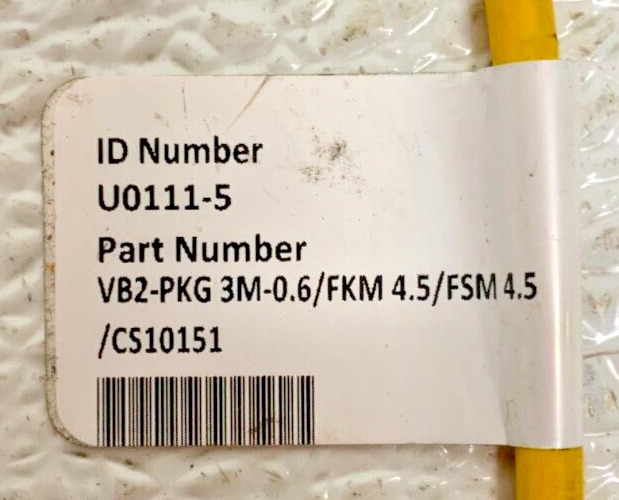 ID Number
U0111-5
Part Number
VB2-PKG 3M-0.6/FKM 4.5/FSM 4.5
/CS10151